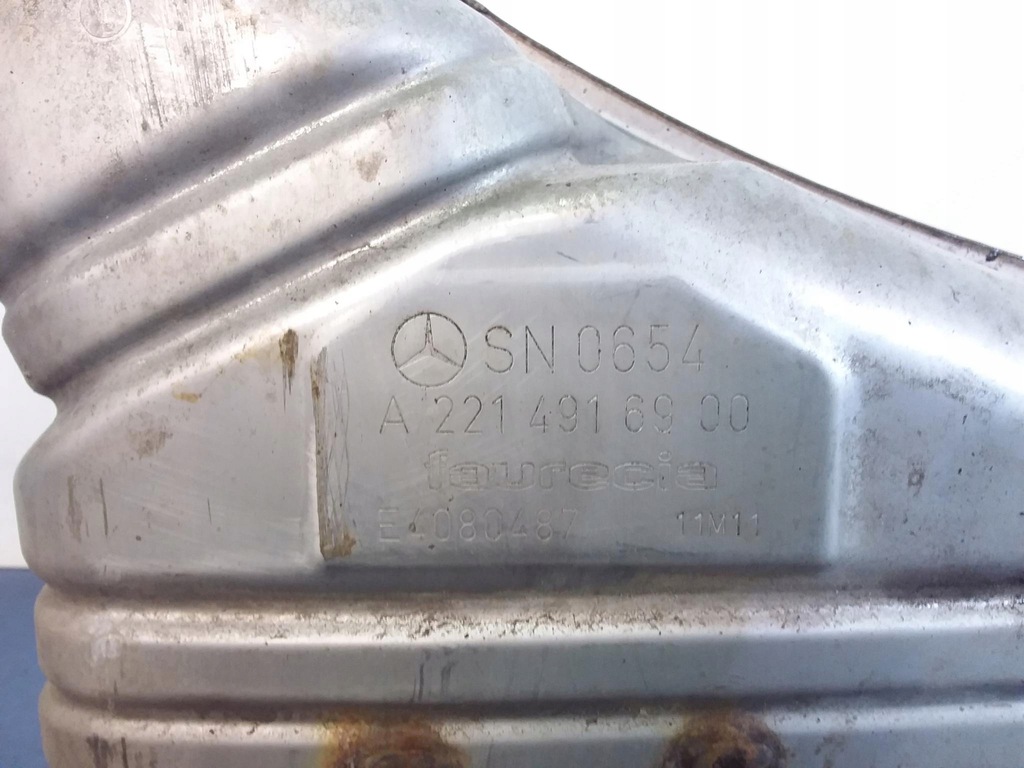 SN 0654
A 221 491 69 00
faurecia
E4080487 11M11